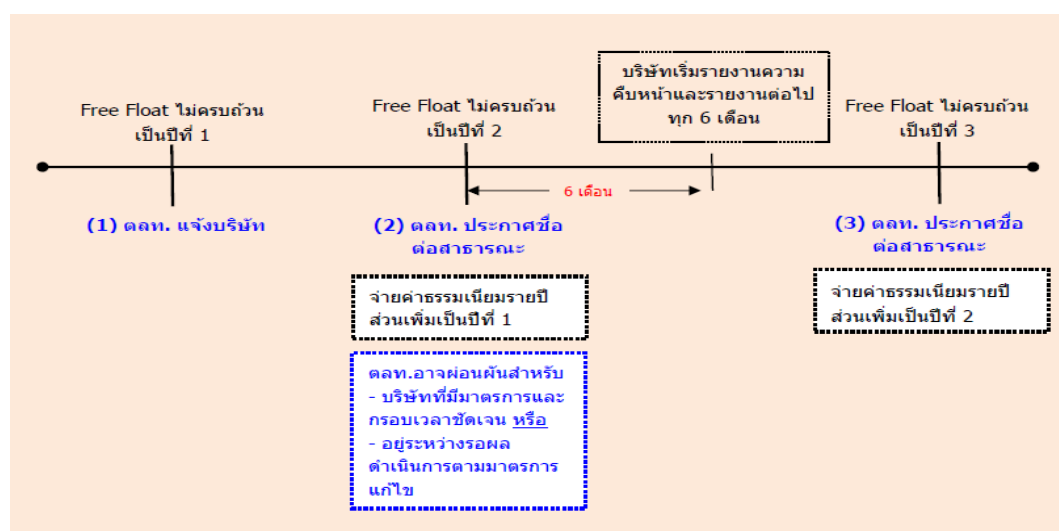 Free Float ไม่ครบถ้วน
เป็นปีที่ 1
Free Float ไม่ครบถ้วน
เป็นปีที่ 2
บริษัทเริ่มรายงานความ
คืบหน้าและรายงานต่อไป
ทุก 6 เดือน
Free Float ไม่ครบถ้วน
เป็นปีที่ 3
6 เดือน
(1) ตลท. แจ้งบริษัท
(2) ตลท. ประกาศชื่อ
ต่อสาธารณะ
(3) ตลท. ประกาศชื่อ
ต่อสาธารณะ
จ่ายค่าธรรมเนียมรายปี
ส่วนเพิ่มเป็นปีที่ 1
จ่ายค่าธรรมเนียมรายปี
ส่วนเพิ่มเป็นปีที่ 2
ตลท.อาจผ่อนผันสำหรับ
- บริษัทที่มีมาตรการและ
กรอบเวลาชัดเจน หรือ
- อยู่ระหว่างรอผล
ดำเนินการตามมาตรการ
แก้ไข